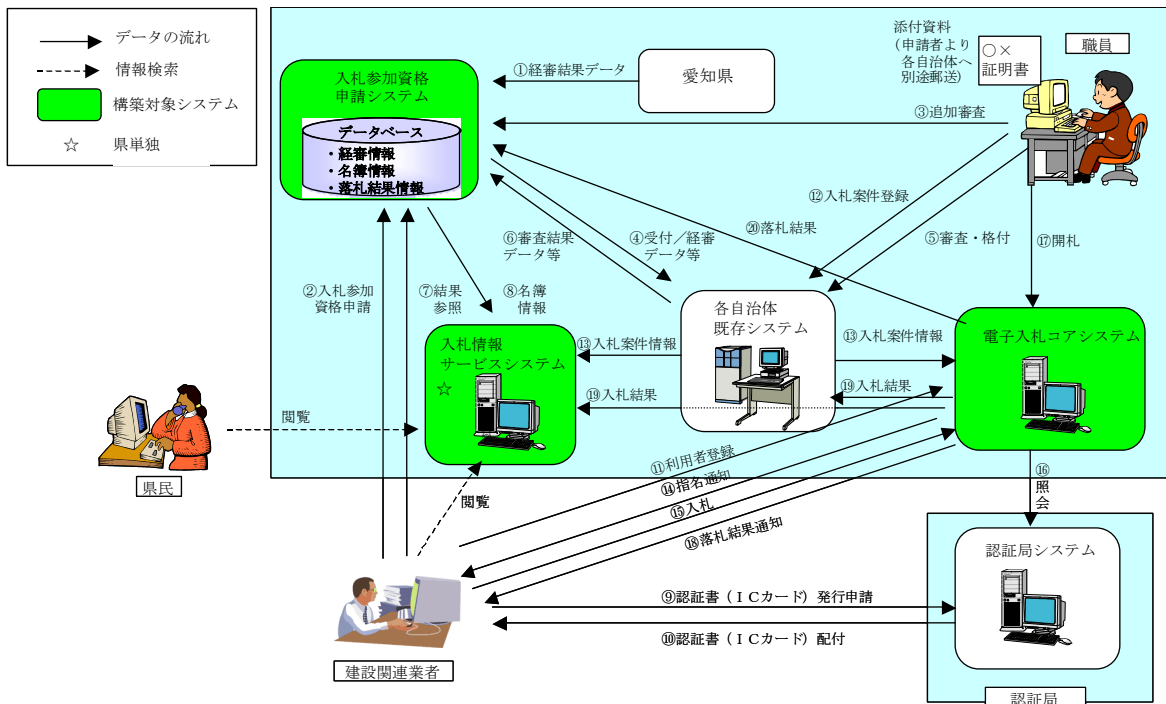 データの流れ
情報検索
構築対象システム
☆ 県単独
入札参加資格
申請システム
データベース
・経審情報
・名簿情報
・落札結果情報
①経審結果データ
愛知県
添付資料
(申請者より
各自治体へ
別途郵送)
○×
証明書
職員
③追加審査
⑫入札案件登録
⑥審査結果
データ等
④受付／経審
データ等
⑳落札結果
⑤審査・格付
⑰開札
②入札参加
資格申請
⑦結果
参照
⑧名簿
情報
各自治体
既存システム
入札情報
サービスシステム
☆
⑬入札案件情報
⑬入札案件情報
電子入札コアシステム
⑲入札結果
⑲入札結果
閲覧
県民
閲覧
⑪利用者登録
⑭指名通知
⑮入札
⑱落札結果通知
⑯
照
会
認証局システム
⑨認証書（ＩＣカード）発行申請
⑩認証書（ＩＣカード）配付
建設関連業者
認証局